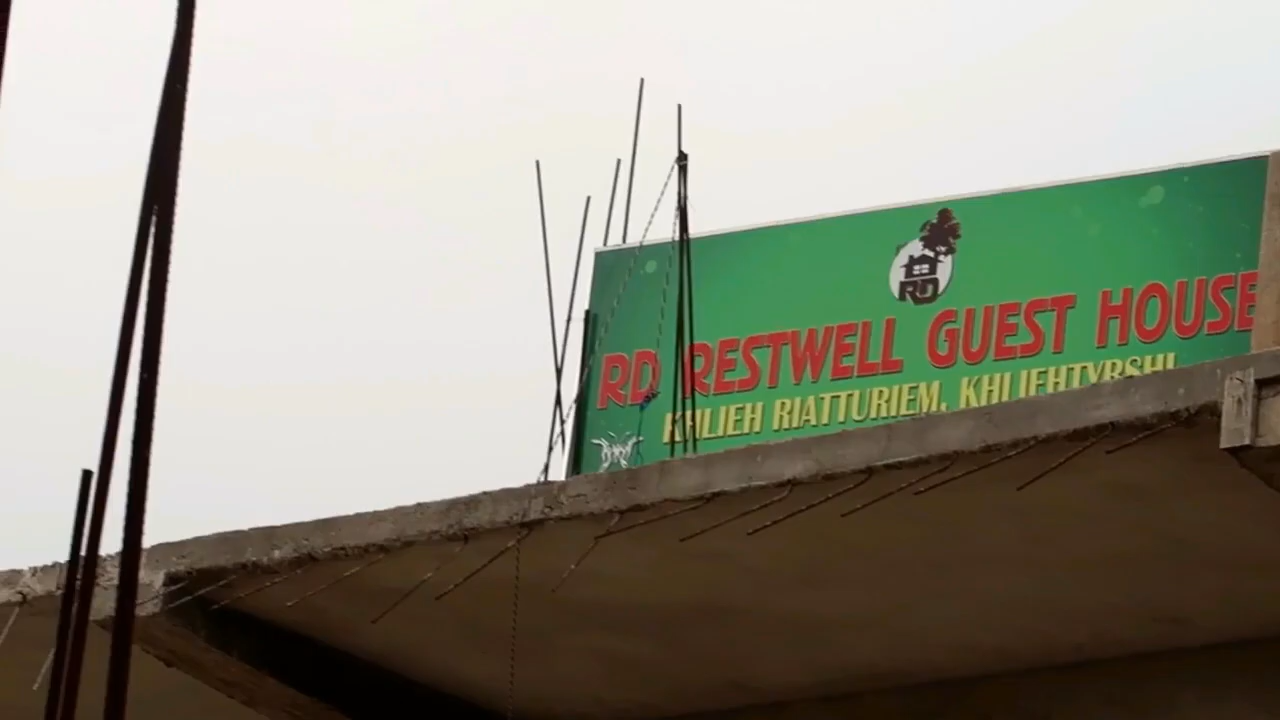 RD
RD RESTWELL GUEST HOUSE
KHLIEH RIATTURIEM, KHLIEHTYRSHI